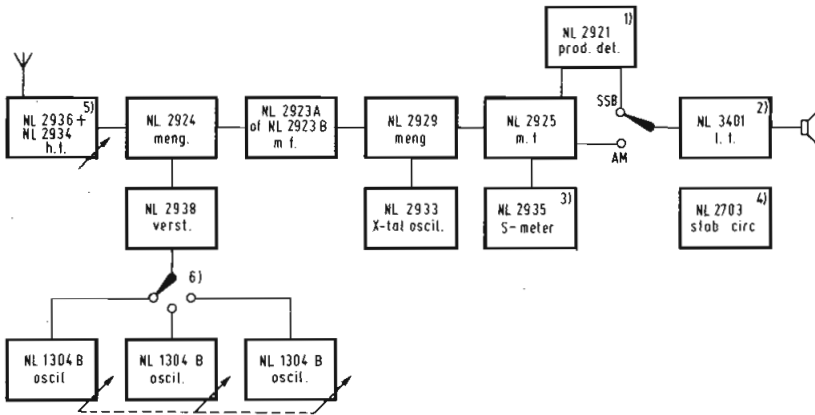 1)
NL 2921
prod. det.
5)
NL 2936 +
NL 2934
h.f.
NL 2924
meng.
NL 2923A
of NL 2923B
m f.
NL 2929
meng
NL 2925
m.f
SSB
AM
2)
NL 3401
l.f.
NL 2938
verst.
NL 2933
X-tal oscil.
3)
NL 2935
S-meter
4)
NL 2703
stab circ
6)
NL 1304 B
oscil
NL 1304 B
oscil.
NL 1304 B
oscil.